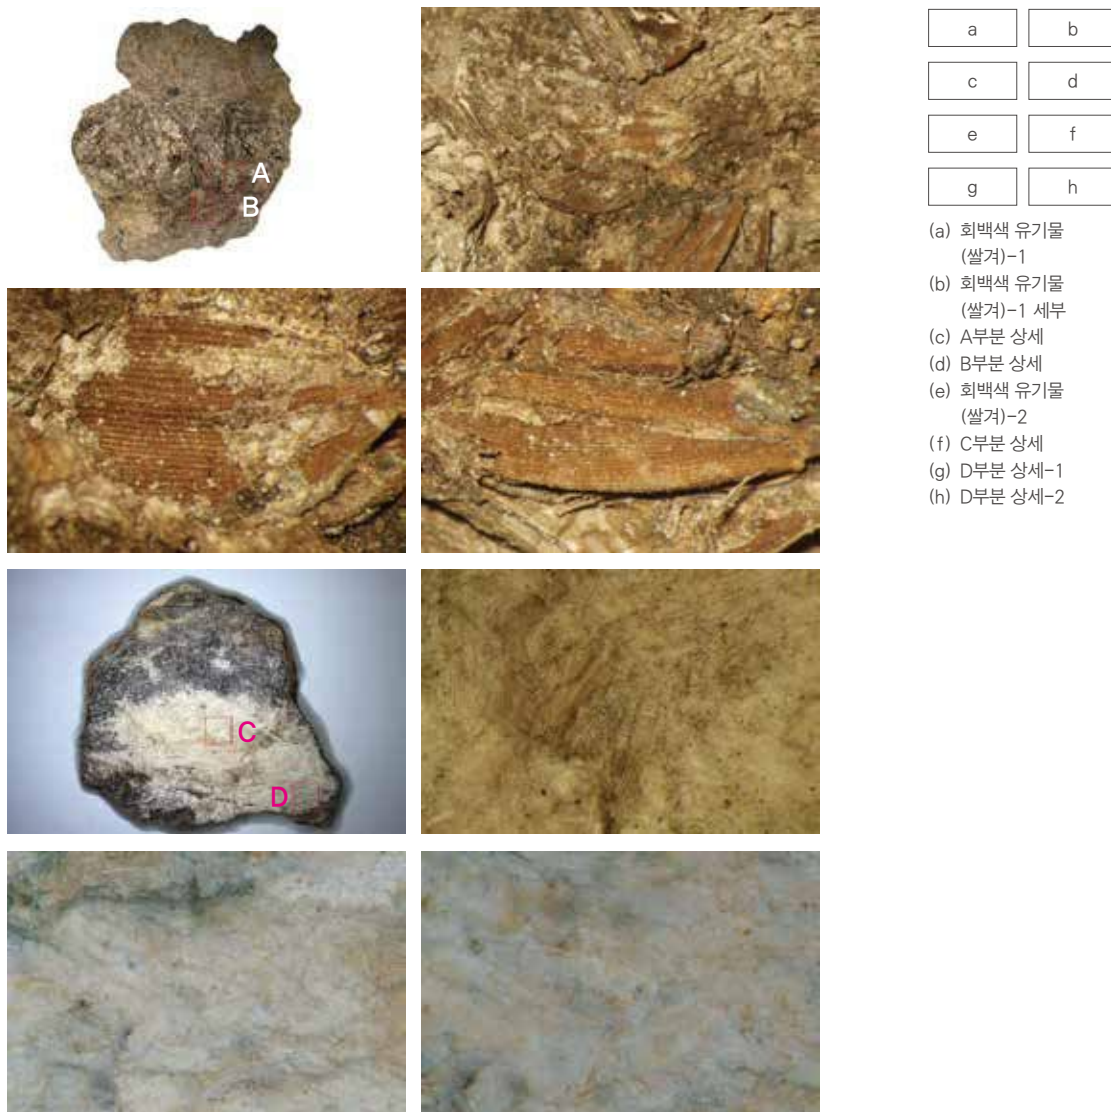 A
B
C
D
a
b
c
d
e
f
g
h
(a) 회백색 유기물
(쌀겨)-1
(b) 회백색 유기물
(쌀겨)-1 세부
(c) A부분 상세
(d) B부분 상세
(e) 회백색 유기물
(쌀겨)-2
(f) C부분 상세
(g) D부분 상세-1
(h) D부분 상세-2